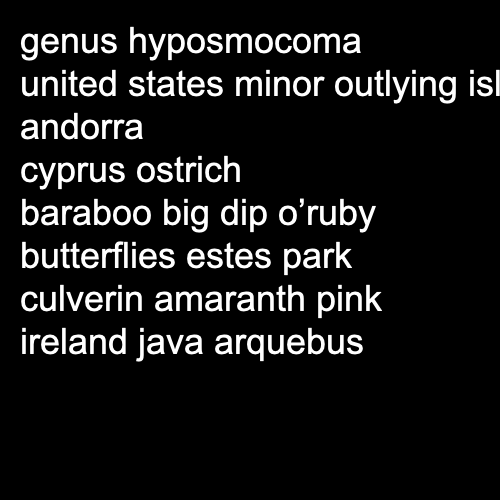 genus hyposmocoma
united states minor outlying
andorra
cyprus ostrich
baraboo big dip o’ruby
butterflies estes park
culverin amaranth pink
ireland java arquebus